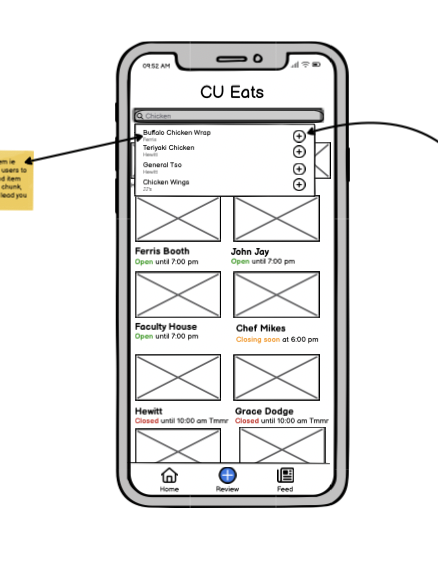 09:52 AM
CU Eats
Chicken
Buffalo Chicken Wrap
Ferris
Teriyaki Chicken
Hewitt
General Tso
Hewitt
Chicken Wings
JJ's
em ie
users to
d item
chunk,
lead you
Ferris Booth
Open until 7:00 pm
John Jay
Open until 7:00 pm
Faculty House
Open until 7:00 pm
Chef Mikes
Closing soon at 6:00 pm
Hewitt
Closed until 10:00 am Tmmr
Grace Dodge
Closed until 10:00 am Tmmr
Home
Review
Feed